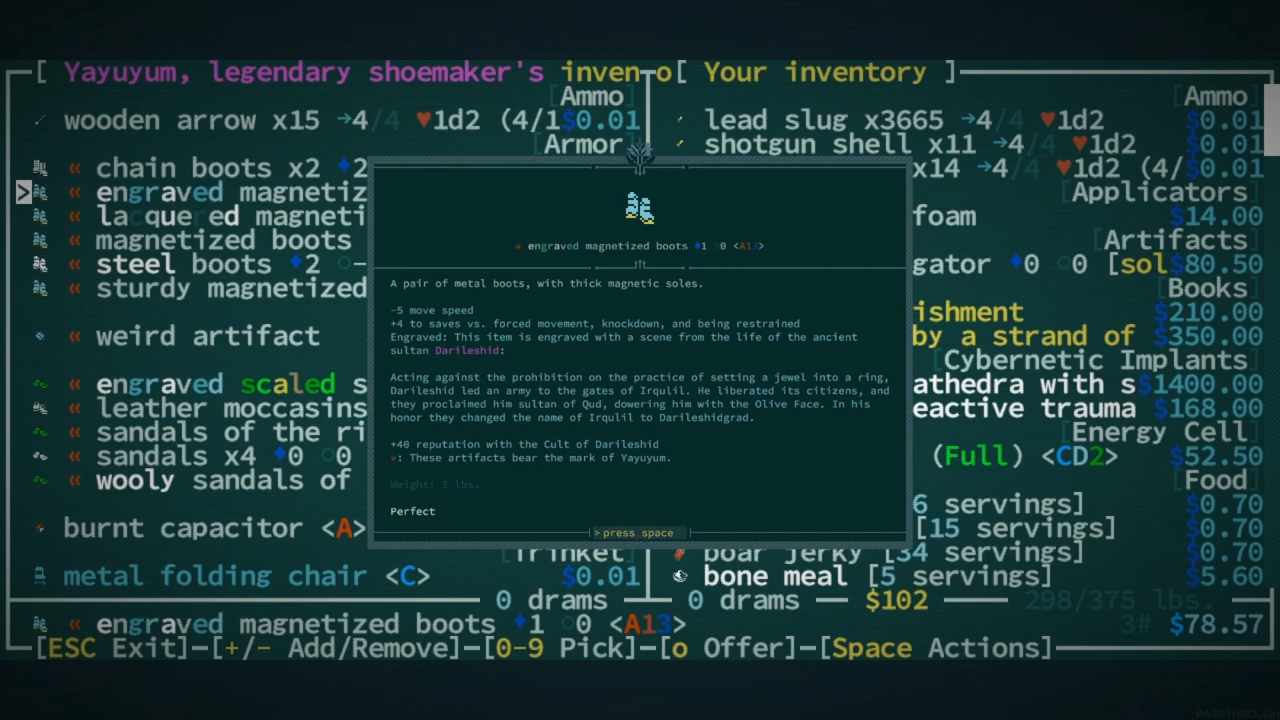 [ Yayuyum, legendary shoemaker's inven
o[ Your inventory ]
[Ammo]
wooden arrow x15 →4/4 ♥1d2 (4/1$0.01
[Armor
« chain boots x2 ♦2
> « engraved magnetiz
« lacquered magneti
« magnetized boots
« steel boots ♦2 ○-
« sturdy magnetized
« weird artifact
« engraved scaled s
« leather moccasins
« sandals of the ri
« sandals x4 ♦0 ○0
« wooly sandals of
burnt capacitor <A>
[Trinket]
metal folding chair <C> $0.01
0 drams
[Ammo]
lead slug x3665 →4/4 ♥1d2 $0.01
shotgun shell x11 →4/4 ♥1d2 $0.01
x14 →4/4 ♥1d2 (4/$0.01
[Applicators]
foam $14.00
[Artifacts]
gator ♦0 ○0 [sol$80.50
[Books]
ishment $210.00
by a strand of $350.00
[Cybernetic Implants]
athedra with s$1400.00
eactive trauma $168.00
[Energy Cell]
(Full) <CD2> $52.50
[Food]
6 servings] $0.70
[15 servings] $0.70
boar jerky [34 servings] $0.70
bone meal [5 servings] $5.60
0 drams — $102 298/375 lbs.
« engraved magnetized boots ♦1 ○0 <A13>
A pair of metal boots, with thick magnetic soles.
-5 move speed
+4 to saves vs. forced movement, knockdown, and being restrained
Engraved: This item is engraved with a scene from the life of the ancient
sultan Darileshid:
Acting against the prohibition on the practice of setting a jewel into a ring,
Darileshid led an army to the gates of Irqulil. He liberated its citizens, and
they proclaimed him sultan of Qud, dowering him with the Olive Face. In his
honor they changed the name of Irqulil to Darileshidgrad.
+40 reputation with the Cult of Darileshid
«: These artifacts bear the mark of Yayuyum.
Weight: 3 lbs.
Perfect
>press space
« engraved magnetized boots ♦1 ○0 <A13> 3# $78.57
[ESC Exit]—[+/- Add/Remove]—[0-9 Pick]—[o Offer]—[Space Actions]
PASSTHROUGH